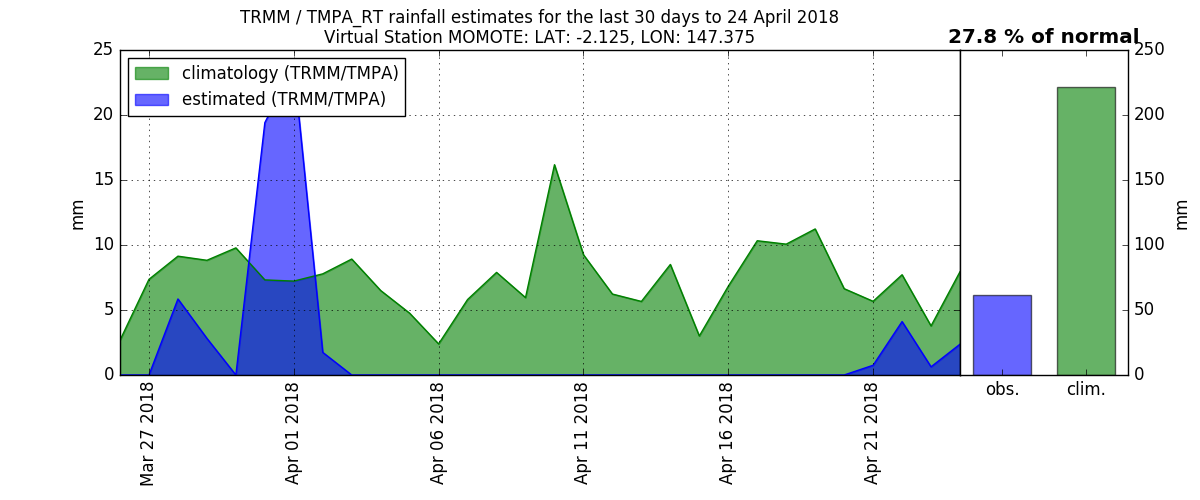 TRMM / TMPA_RT rainfall estimates for the last 30 days to 24 April 2018
Virtual Station MOMOTE: LAT: -2.125, LON: 147.375
27.8 % of normal
climatology (TRMM/TMPA)
estimated (TRMM/TMPA)
25
20
15
10
5
0
mm
Mar 27 2018
Apr 01 2018
Apr 06 2018
Apr 11 2018
Apr 16 2018
Apr 21 2018
obs.
clim.
250
200
150
100
50
0
mm